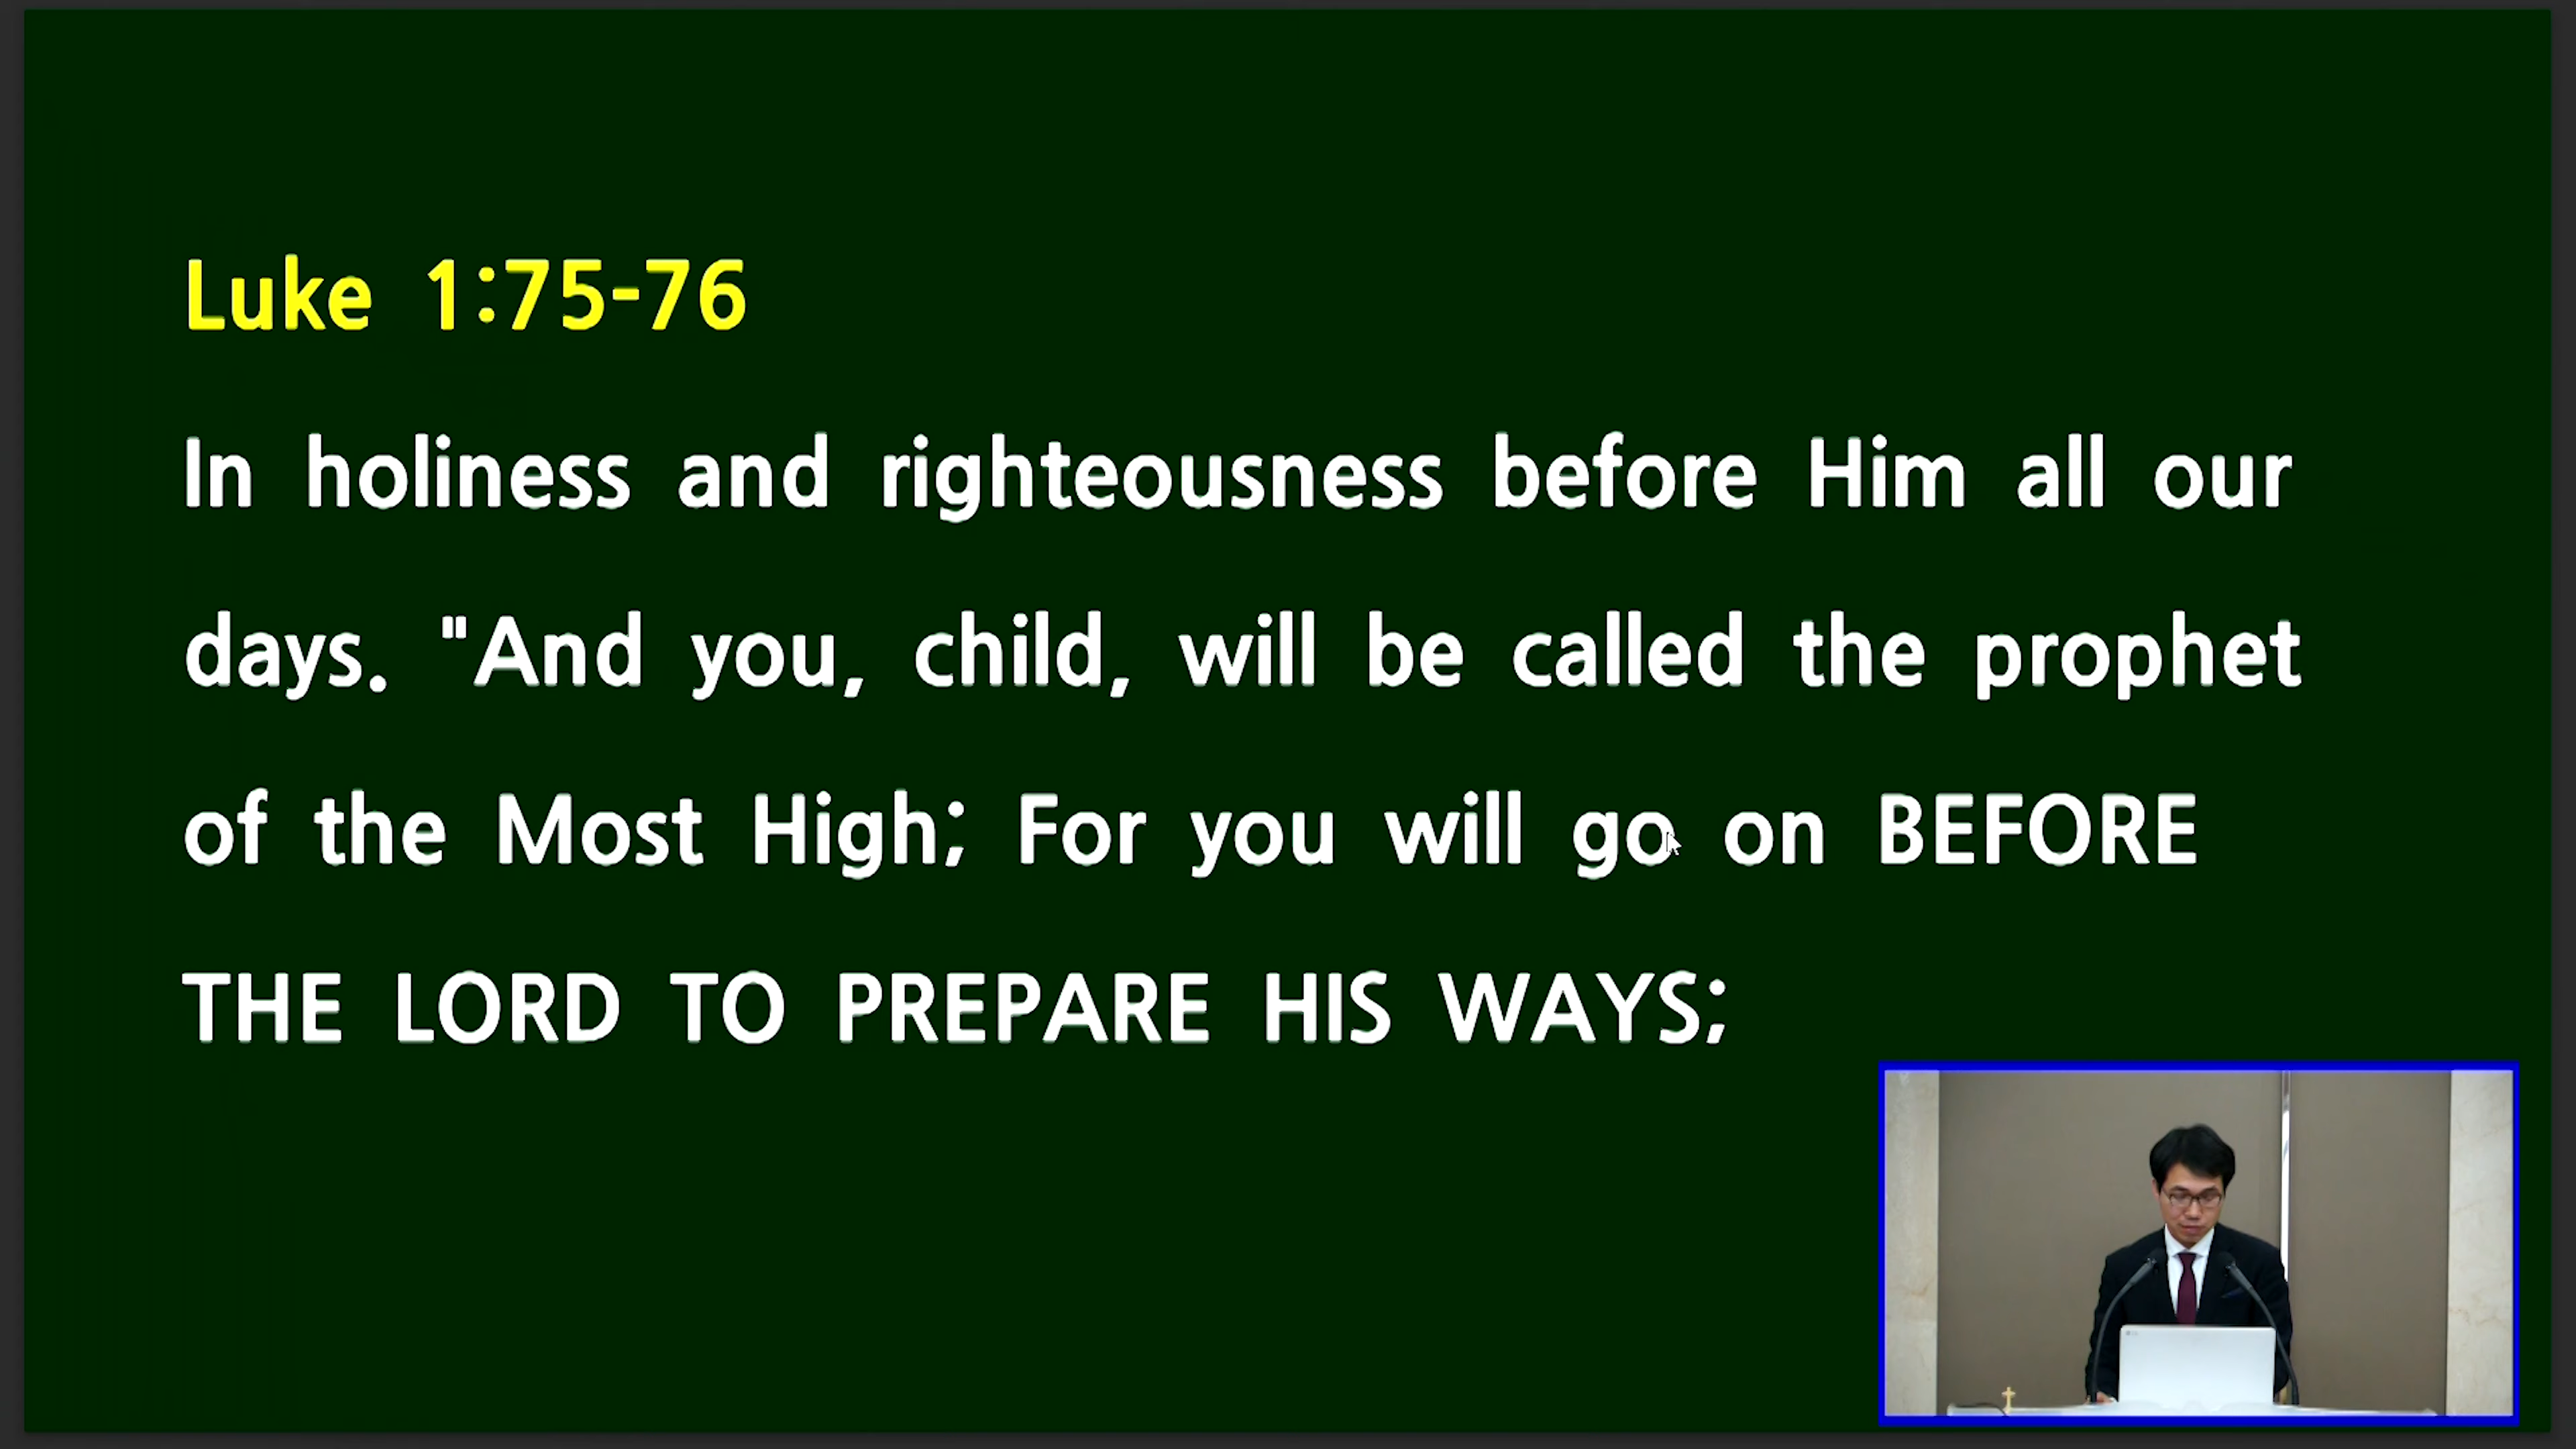 Luke 1:75-76
In holiness and righteousness before Him all our
days. "And you, child, will be called the prophet
of the Most High; For you will go on BEFORE
THE LORD TO PREPARE HIS WAYS;